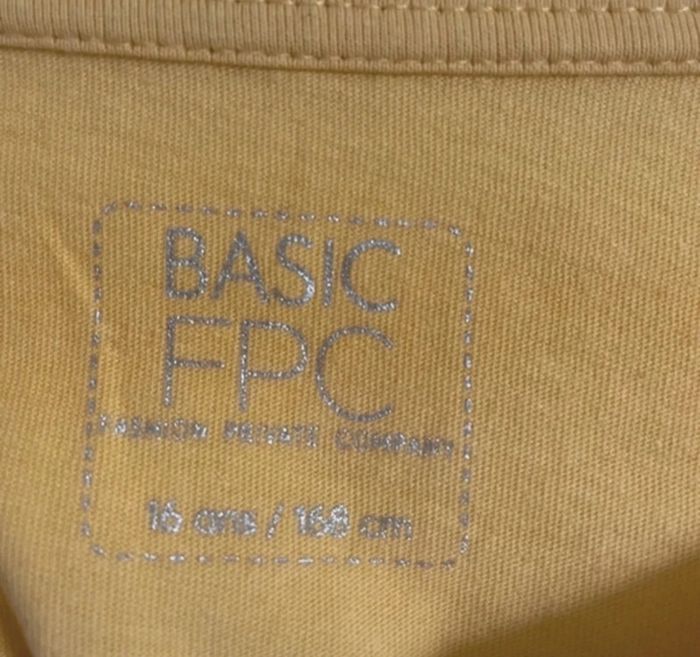 BASIC
FPC
FASHION PRIVATE COMPANY
16 ans / 168 cm